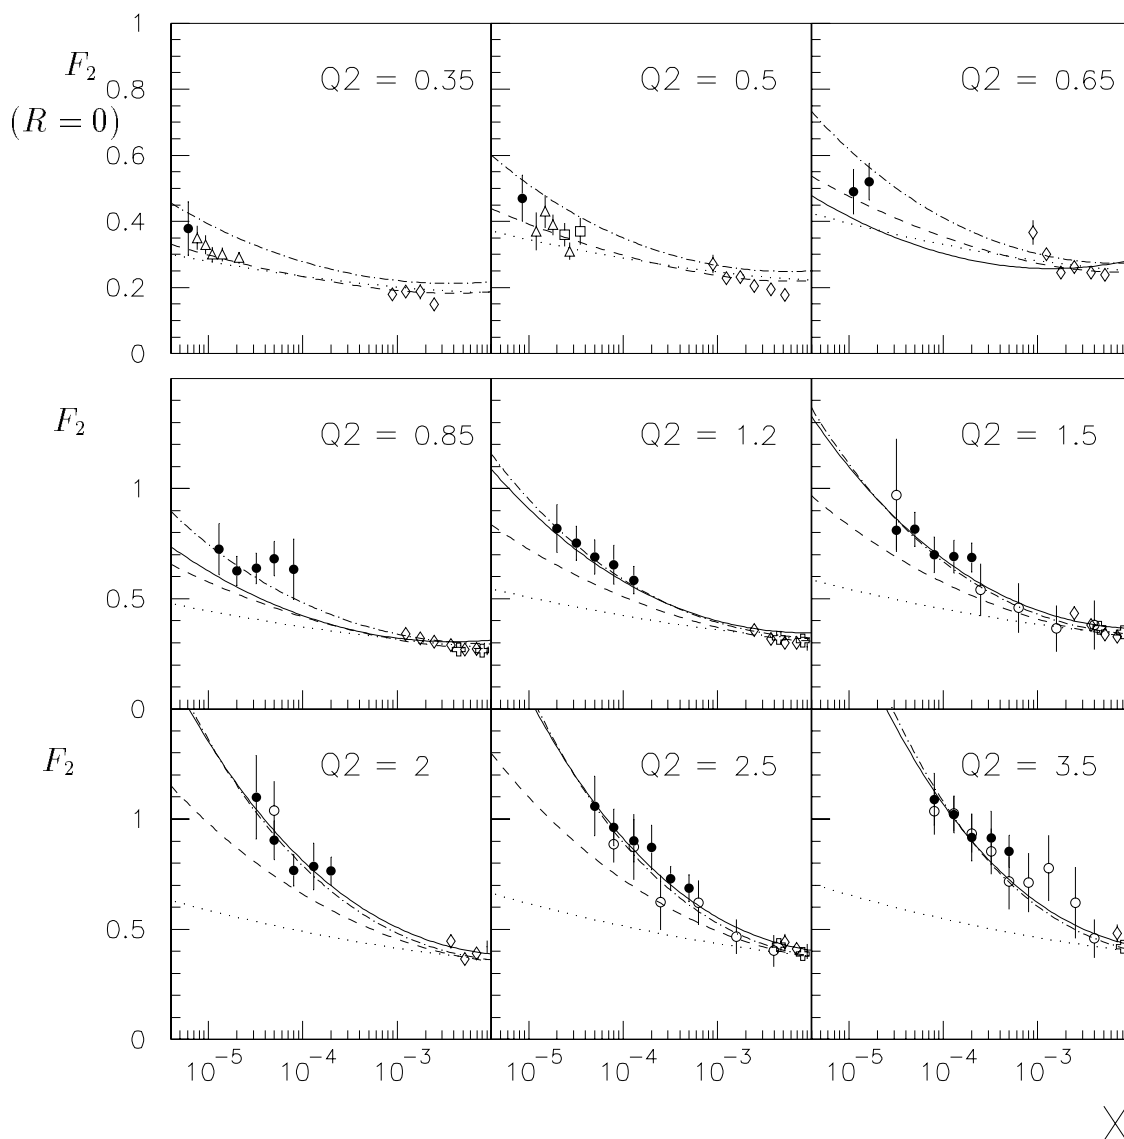 1
F₂
Q2 = 0.35 Q2 = 0.5 Q2 = 0.65
0.8
(R = 0)
0.6
0.4
0.2
0
F₂
Q2 = 0.85 Q2 = 1.2 Q2 = 1.5
1
0.5
0
F₂
Q2 = 2 Q2 = 2.5 Q2 = 3.5
1
0.5
0
10⁻⁵ 10⁻⁴ 10⁻³ 10⁻⁵ 10⁻⁴ 10⁻³ 10⁻⁵ 10⁻⁴ 10⁻³
X